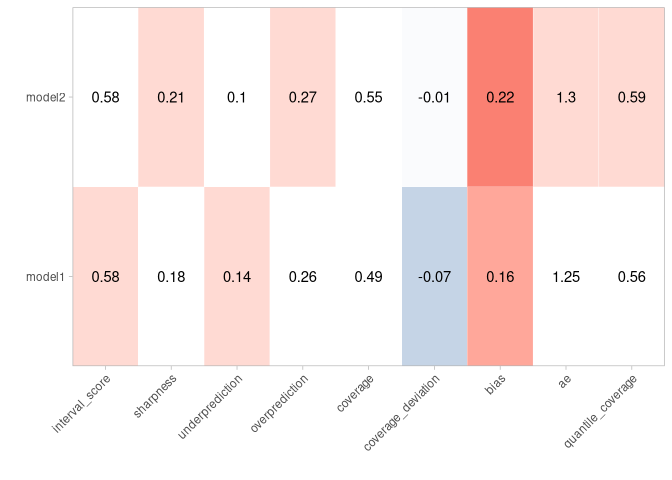 model2 0.58 0.21 0.1 0.27 0.55 -0.01 0.22 1.3 0.59
model1 0.58 0.18 0.14 0.26 0.49 -0.07 0.16 1.25 0.56
interval_score sharpness underprediction overprediction coverage coverage_deviation bias ae quantile_coverage